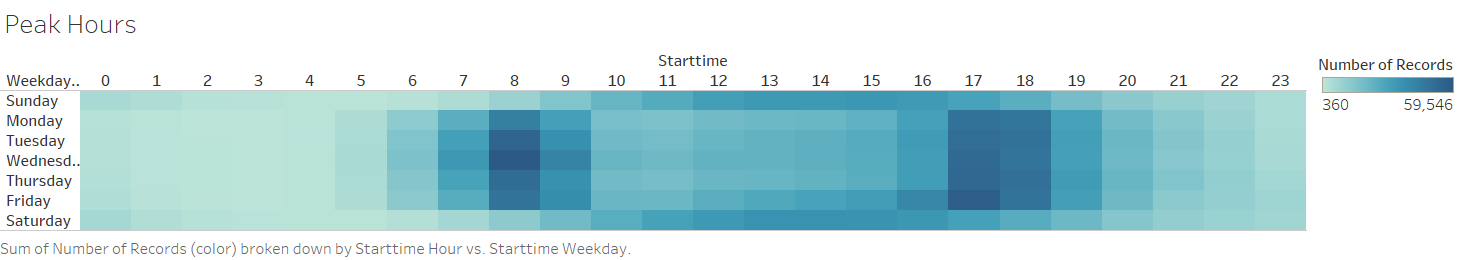 Peak Hours
Starttime
Weekday.. 0 1 2 3 4 5 6 7 8 9 10 11 12 13 14 15 16 17 18 19 20 21 22 23
Sunday
Monday
Tuesday
Wednesd..
Thursday
Friday
Saturday
Number of Records
360 59,546
Sum of Number of Records (color) broken down by Starttime Hour vs. Starttime Weekday.